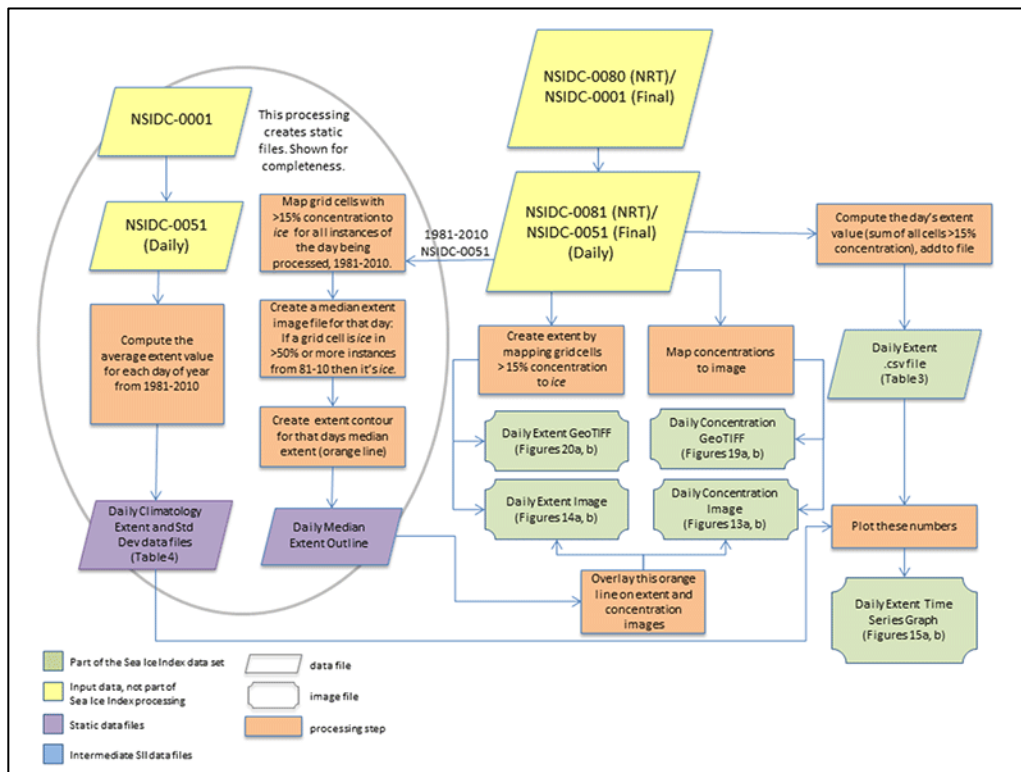 NSIDC-0001
This processing
creates static
files. Shown for
completeness.
NSIDC-0051
(Daily)
Compute the
average extent value
for each day of year
from 1981-2010
Daily Climatology
Extent and Std
Dev data files
(Table 4)
Map grid cells with
>15% concentration to
ice for all instances of
the day being
processed, 1981-2010.
Create a median extent
image file for that day:
If a grid cell is ice in
>50% or more instances
from 81-10 then it's ice.
Create extent contour
for that days median
extent (orange line)
Daily Median
Extent Outline
1981-2010
NSIDC-0051
NSIDC-0080 (NRT)/
NSIDC-0001 (Final)
NSIDC-0081 (NRT)/
NSIDC-0051 (Final)
(Daily)
Create extent by
mapping grid cells
> 15% concentration
to ice
Map concentrations
to image
Daily Extent GeoTIFF
(Figures 20a, b)
Daily Concentration
GeoTIFF
(Figures 19a, b)
Daily Extent Image
(Figures 14a, b)
Daily Concentration
Image
(Figures 13a, b)
Overlay this orange
line on extent and
concentration
images
Compute the day's extent
value (sum of all cells >15%
concentration), add to file
Daily Extent
.csv file
(Table 3)
Plot these numbers
Daily Extent Time
Series Graph
(Figures 15a, b)
Part of the Sea Ice Index data set
Input data, not part of
Sea Ice Index processing
Static data files
Intermediate SII data files
data file
image file
processing step